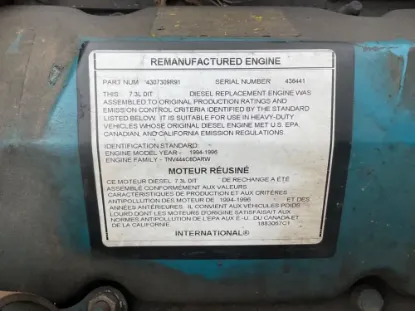 REMANUFACTURED ENGINE
PART NUM 4307309R91 SERIAL NUMBER 438441
THIS 7.3L DIT DIESEL REPLACEMENT ENGINE WAS
ASSEMBLED TO ORIGINAL PRODUCTION RATINGS AND
EMISSION CONTROL CRITERIA IDENTIFIED BY THE STANDARD
LISTED BELOW. IT IS SUITABLE FOR USE IN HEAVY-DUTY
VEHICLES WHOSE ORIGINAL DIESEL ENGINE MET U.S. EPA,
CANADIAN, AND CALIFORNIA EMISSION REGULATIONS.
IDENTIFICATION STANDARD:
ENGINE MODEL YEAR - 1994-1996
ENGINE FAMILY -
MOTEUR RÉUSINÉ
CE MOTEUR DIESEL 7.3L DIT DE RECHANGE A ÉTÉ
ASSEMBLÉ CONFORMÉMENT AUX VALEURS
CARACTÉRISTIQUES DE PRODUCTION ET AUX CRITÈRES
ANTIPOLLUTION DES MOTEUR DE 1994-1996 ET DES
ANNÉES ANTÉRIEURES. IL CONVIENT AUX VÉHICULES POIDS
LOURD DONT LES MOTEURS D'ORIGINE SATISFAISAIT AUX
NORMES ANTIPOLLUTION DE L'EPA AUX É.-U., DU CANADA ET
DE LA CALIFORNIE. 1883067C1
INTERNATIONAL®